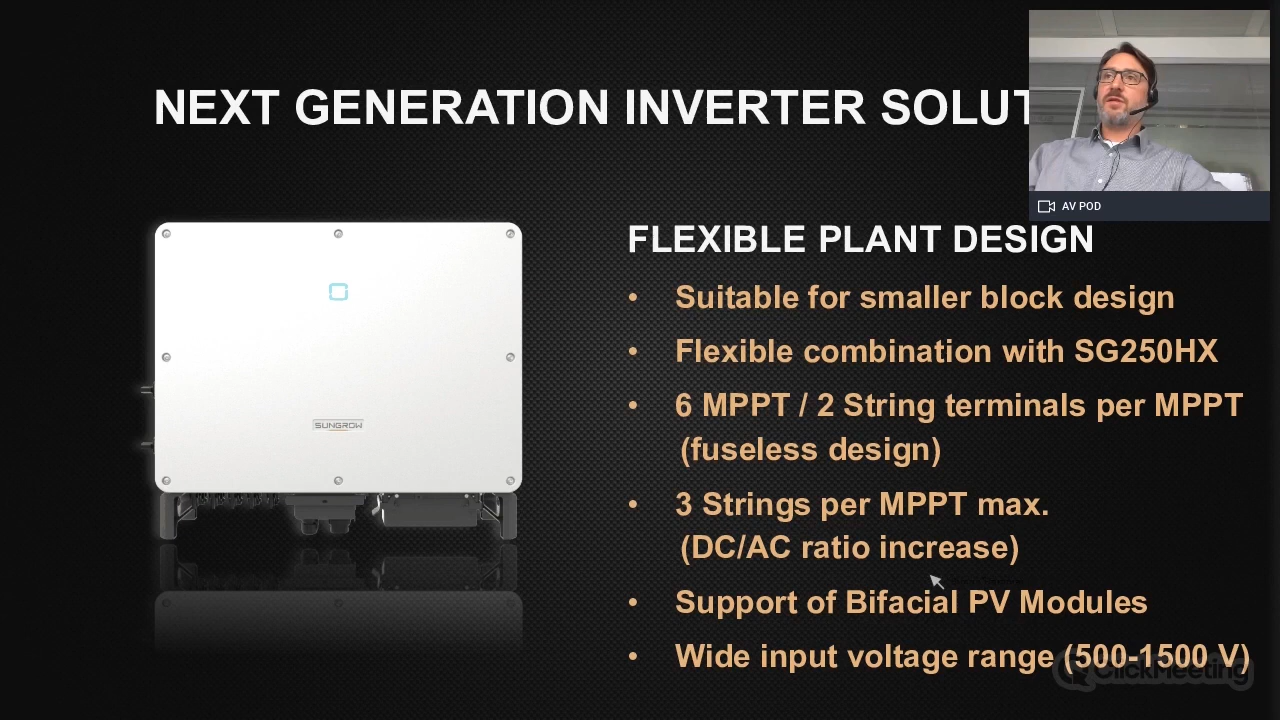 NEXT GENERATION INVERTER SOLUT
AV POD
FLEXIBLE PLANT DESIGN
• Suitable for smaller block design
• Flexible combination with SG250HX
• 6 MPPT / 2 String terminals per MPPT
(fuseless design)
• 3 Strings per MPPT max.
(DC/AC ratio increase)
• Support of Bifacial PV Modules
• Wide input voltage range (500-1500 V)
SUNGROW
ClickMeeting